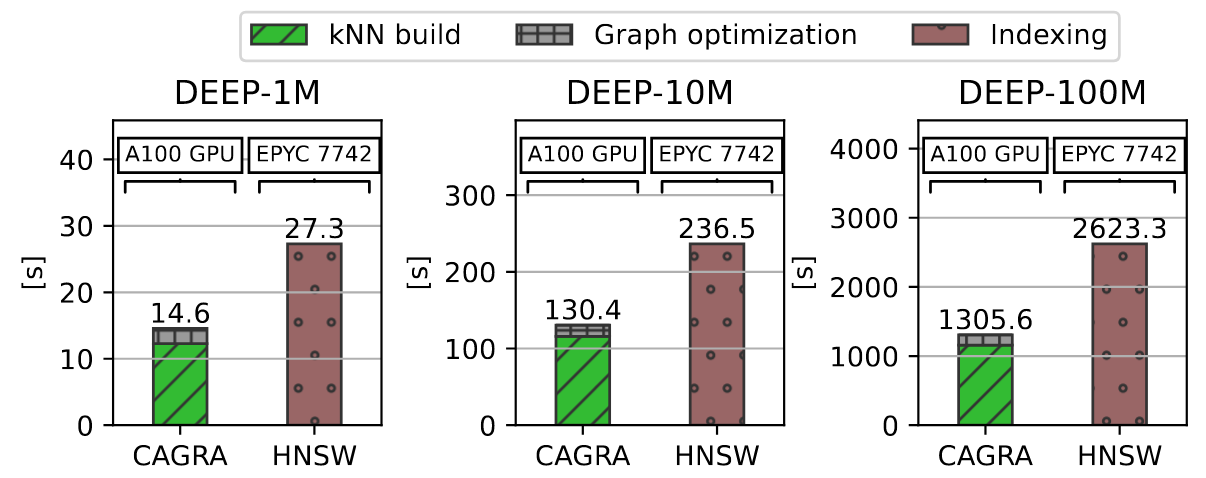 kNN build Graph optimization Indexing
DEEP-1M
[s]
40
30
20
10
0
A100 GPU EPYC 7742
14.6
27.3
CAGRA HNSW
DEEP-10M
[s]
300
200
100
0
A100 GPU EPYC 7742
130.4
236.5
CAGRA HNSW
DEEP-100M
[s]
4000
3000
2000
1000
0
A100 GPU EPYC 7742
1305.6
2623.3
CAGRA HNSW